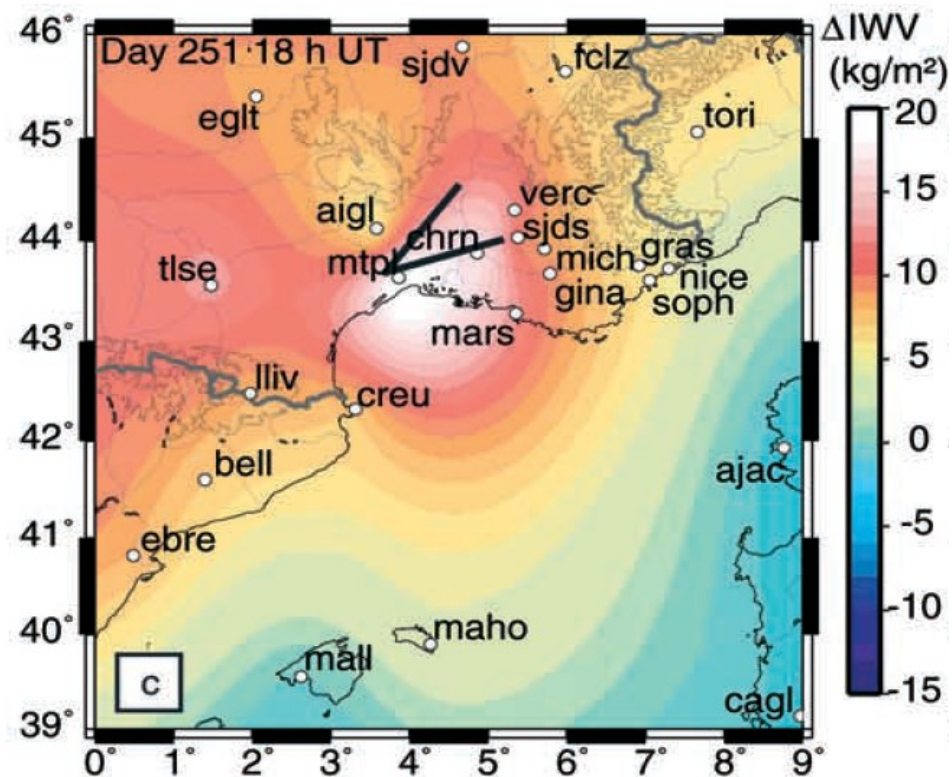 46° ΔIWV
Day 251 18 h UT
(kg/m²)
sjdv
fclz
eglt
tori
20
45°
15
verc
aigl
sjds
44°
chrn
gras
mtpl
mich
tlse
nice
10
gina
soph
43°
mars
5
lliv
creu
42°
0
bell
ajac
41°
ebre
-5
40°
maho
-10
mall
c
cagl
39°
-15
0 1° 2° 3° 4° 5° 6° 7° 8° 9°